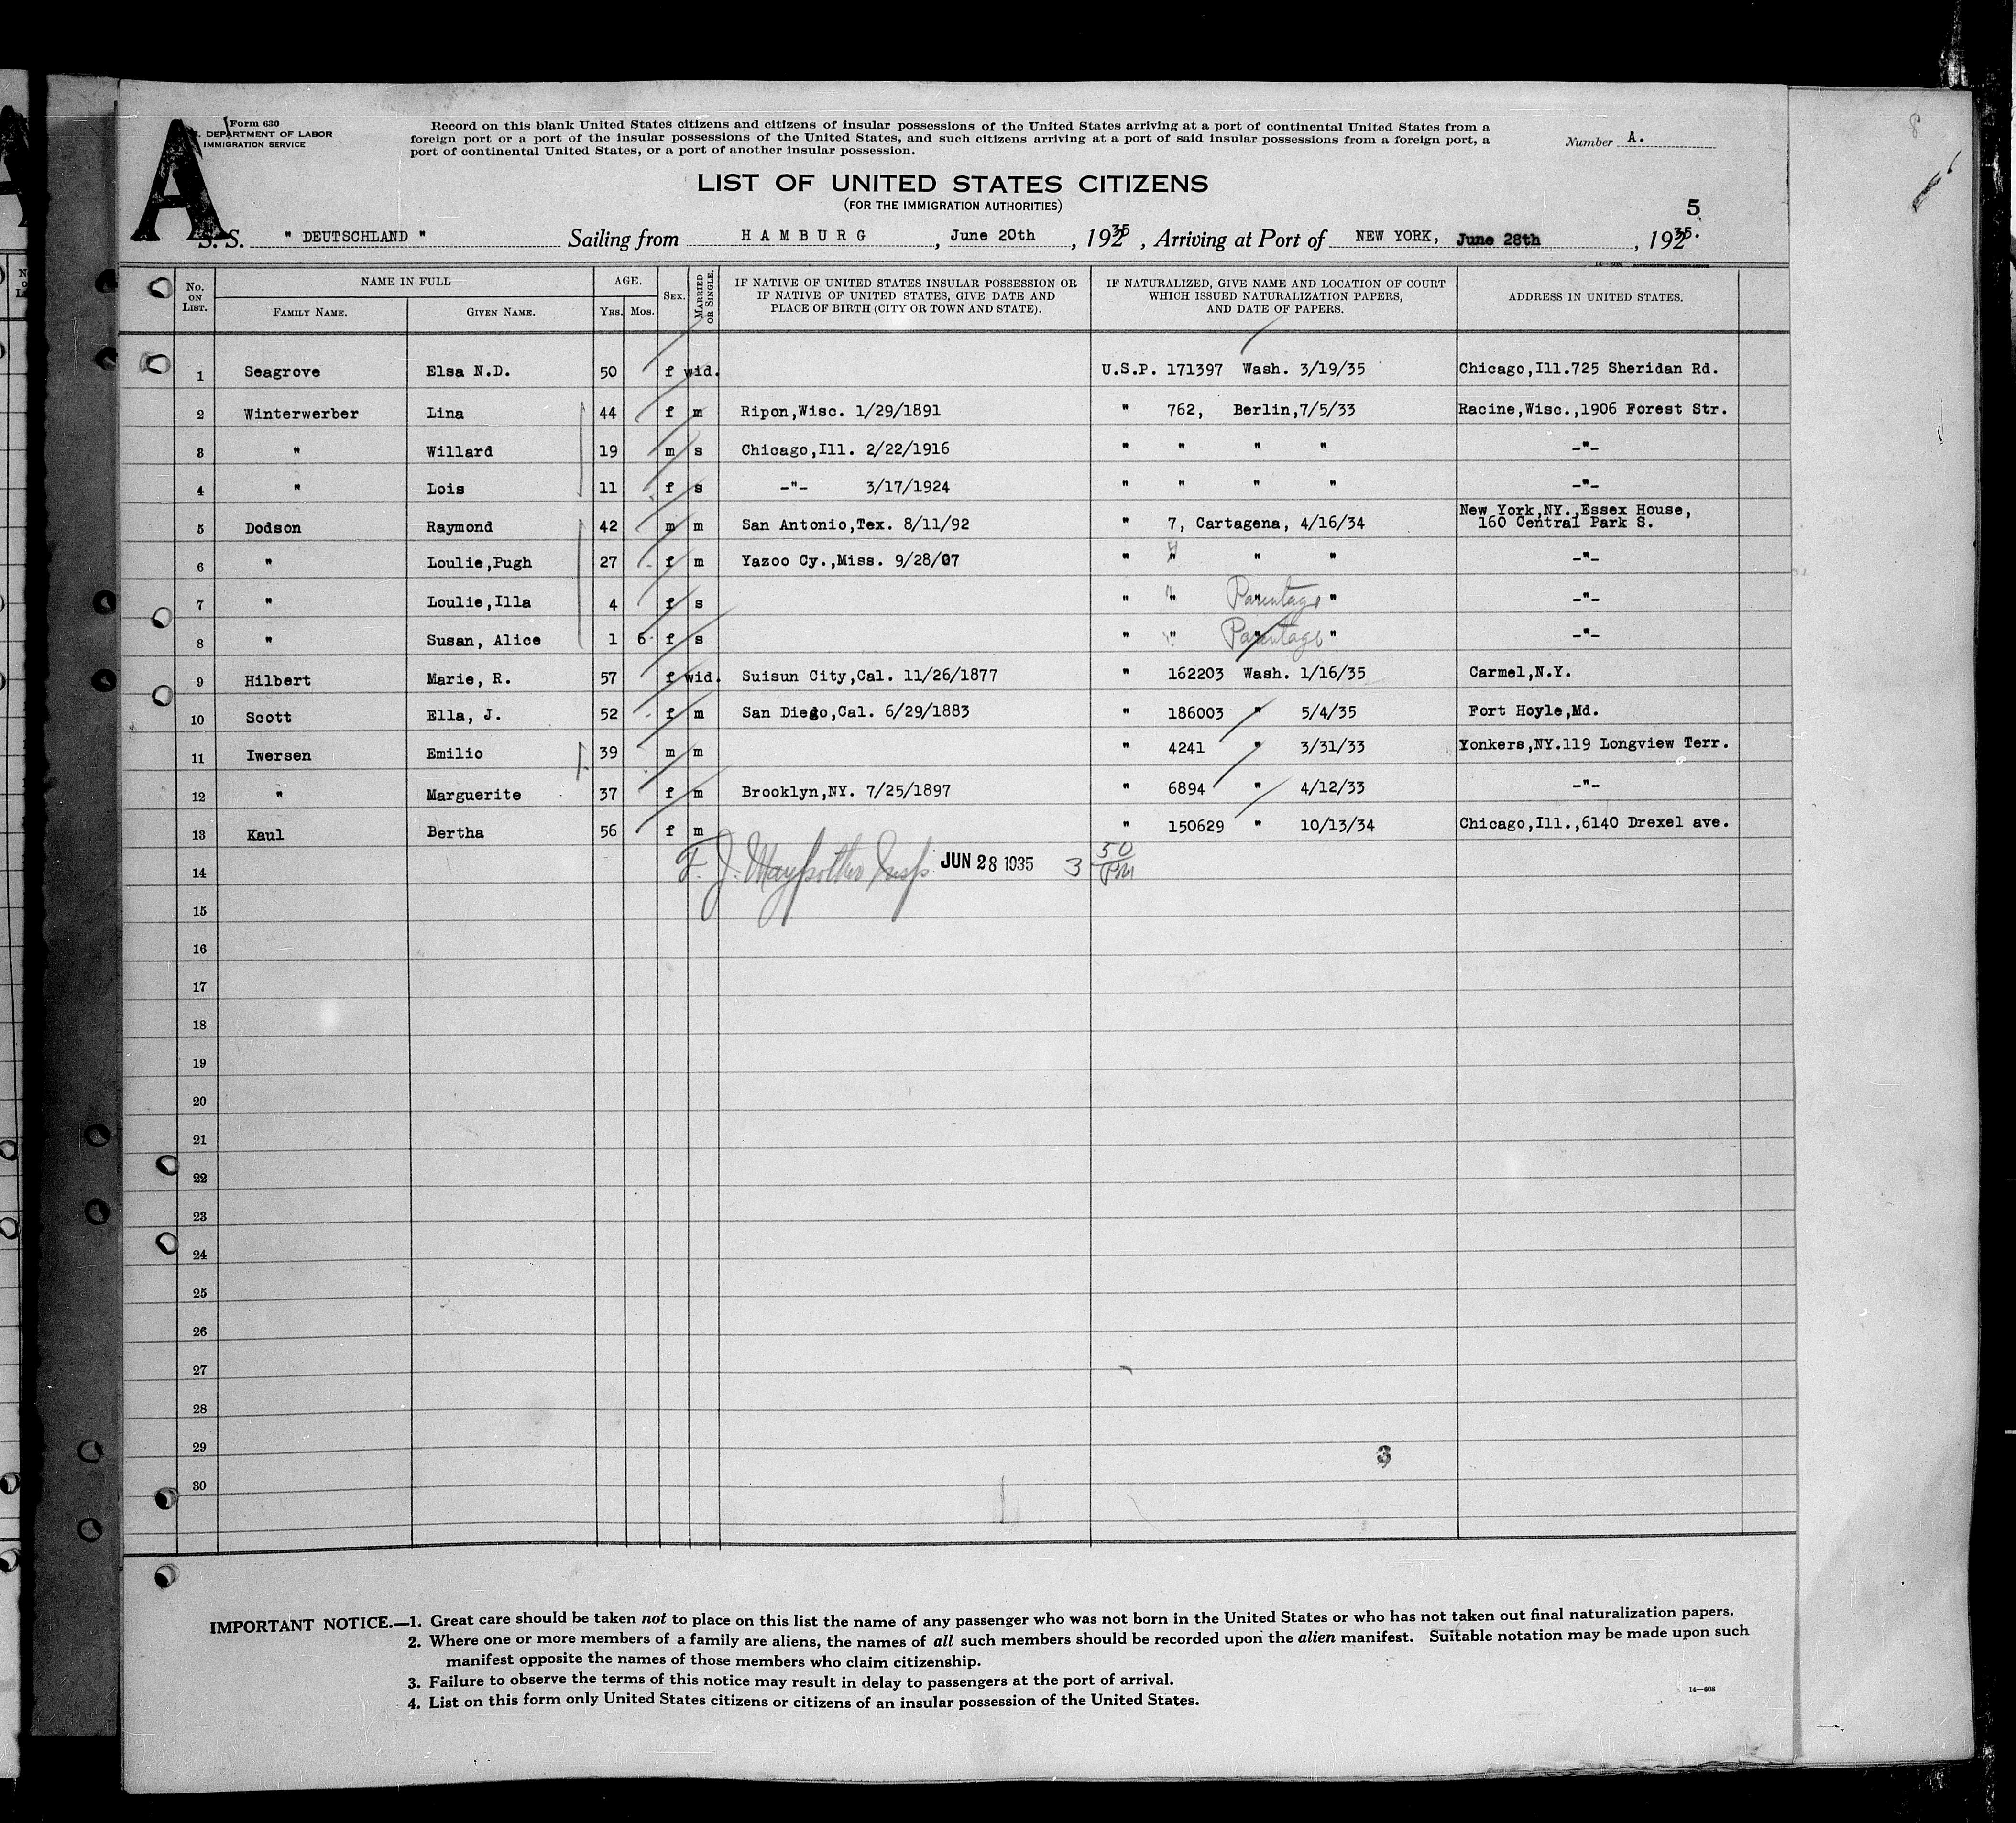 A
Form 630
DEPARTMENT OF LABOR
IMMIGRATION SERVICE
Record on this blank United States citizens and citizens of insular possessions of the United States arriving at a port of continental United States from a
foreign port or a port of the insular possessions of the United States, and such citizens arriving at a port of said insular possessions from a foreign port, a
port of continental United States, or a port of another insular possession.
Number A.
LIST OF UNITED STATES CITIZENS
(FOR THE IMMIGRATION AUTHORITIES)
5
S. S. " DEUTSCHLAND " Sailing from HAMBURG, June 20th, 1935, Arriving at Port of NEW YORK, June 28th, 1935.
No. ON LIST. NAME IN FULL FAMILY NAME. GIVEN NAME. AGE. Yrs. Mos. SEX. MARRIED OR SINGLE. IF NATIVE OF UNITED STATES INSULAR POSSESSION OR IF NATIVE OF UNITED STATES, GIVE DATE AND PLACE OF BIRTH (CITY OR TOWN AND STATE). IF NATURALIZED, GIVE NAME AND LOCATION OF COURT WHICH ISSUED NATURALIZATION PAPERS, AND DATE OF PAPERS. ADDRESS IN UNITED STATES.
1 Seagrove Elsa N.D. 50 f wid. U.S.P. 171397 Wash. 3/19/35 Chicago,Ill.725 Sheridan Rd.
2 Winterwerber Lina 44 f m Ripon,Wisc. 1/29/1891 " 762, Berlin,7/5/33 Racine,Wisc.,1906 Forest Str.
3 " Willard 19 m s Chicago,Ill. 2/22/1916 " " " " -"-
4 " Lois 11 f s -"- 3/17/1924 " " " " -"-
5 Dodson Raymond 42 m m San Antonio,Tex. 8/11/92 " 7, Cartagena, 4/16/34 New York,NY.,Essex House, 160 Central Park S.
6 " Loulie,Pugh 27 f m Yazoo Cy.,Miss. 9/28/07 " " " " -"-
7 " Loulie,Illa 4 f s " " Parentage " -"-
8 " Susan, Alice 1 6 f s " " Parentage " -"-
9 Hilbert Marie, R. 57 f wid. Suisun City,Cal. 11/26/1877 " 162203 Wash. 1/16/35 Carmel,N.Y.
10 Scott Ella, J. 52 f m San Diego,Cal. 6/29/1883 " 186003 " 5/4/35 Fort Hoyle,Md.
11 Iwersen Emilio 39 m m " 4241 " 3/31/33 Yonkers,NY.119 Longview Terr.
12 " Marguerite 37 f m Brooklyn,NY. 7/25/1897 " 6894 " 4/12/33 -"-
13 Kaul Bertha 56 f m " 150629 " 10/13/34 Chicago,Ill.,6140 Drexel ave.
14 F. J. Insp JUN 28 1935 3 50 PM
15
16
17
18
19
20
21
22
23
24
25
26
27
28
29
3
30
IMPORTANT NOTICE.—1. Great care should be taken not to place on this list the name of any passenger who was not born in the United States or who has not taken out final naturalization papers.
2. Where one or more members of a family are aliens, the names of all such members should be recorded upon the alien manifest. Suitable notation may be made upon such
manifest opposite the names of those members who claim citizenship.
3. Failure to observe the terms of this notice may result in delay to passengers at the port of arrival.
4. List on this form only United States citizens or citizens of an insular possession of the United States.